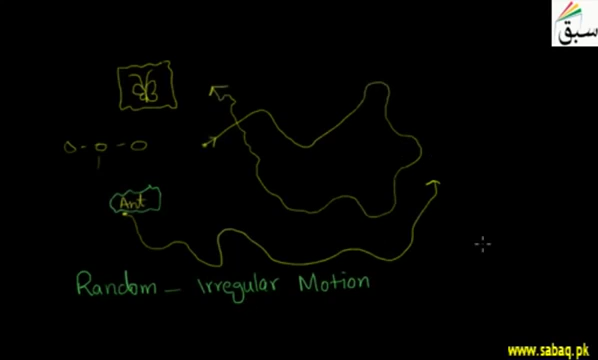 سبق
Ant
Random - Irregular Motion
www.sabaq.pk